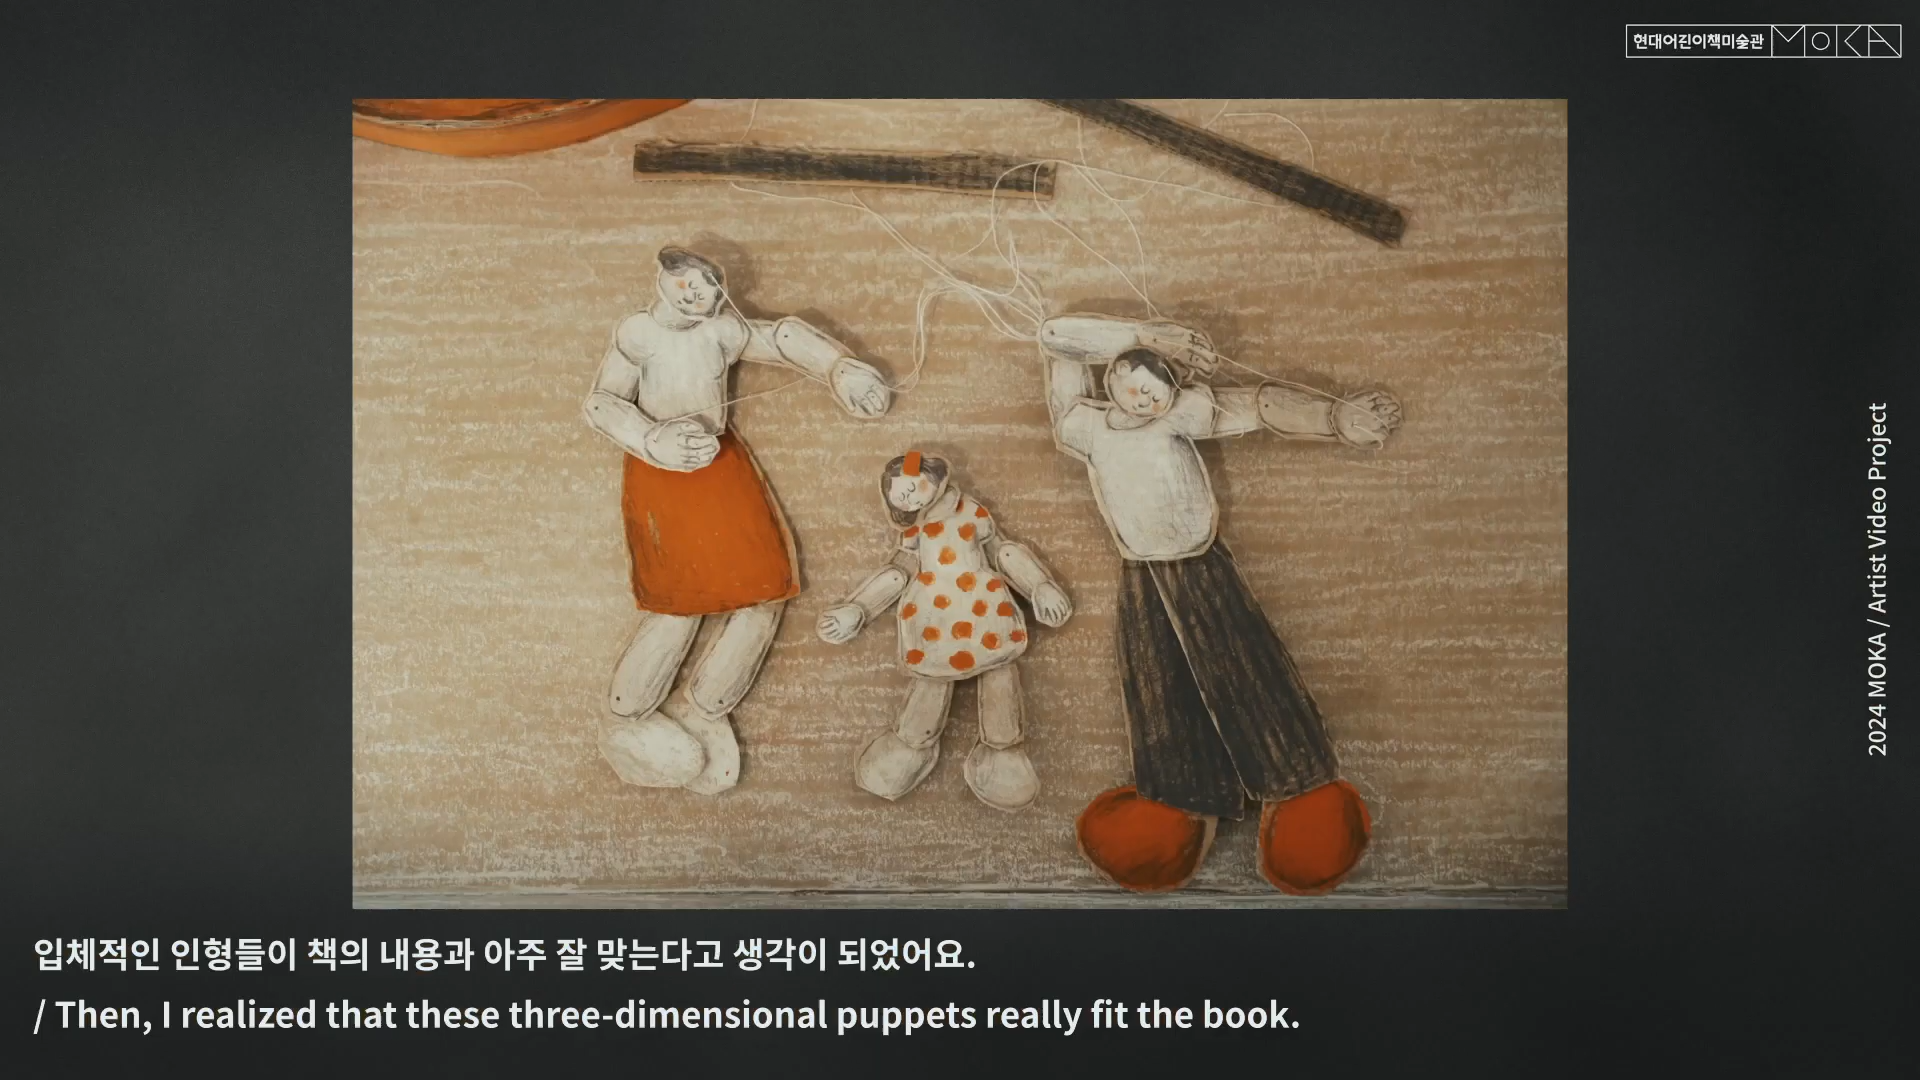 현대어린이책미술관 MOKA
2024 MOKA / Artist Video Project
입체적인 인형들이 책의 내용과 아주 잘 맞는다고 생각이 되었어요.
/ Then, I realized that these three-dimensional puppets really fit the book.